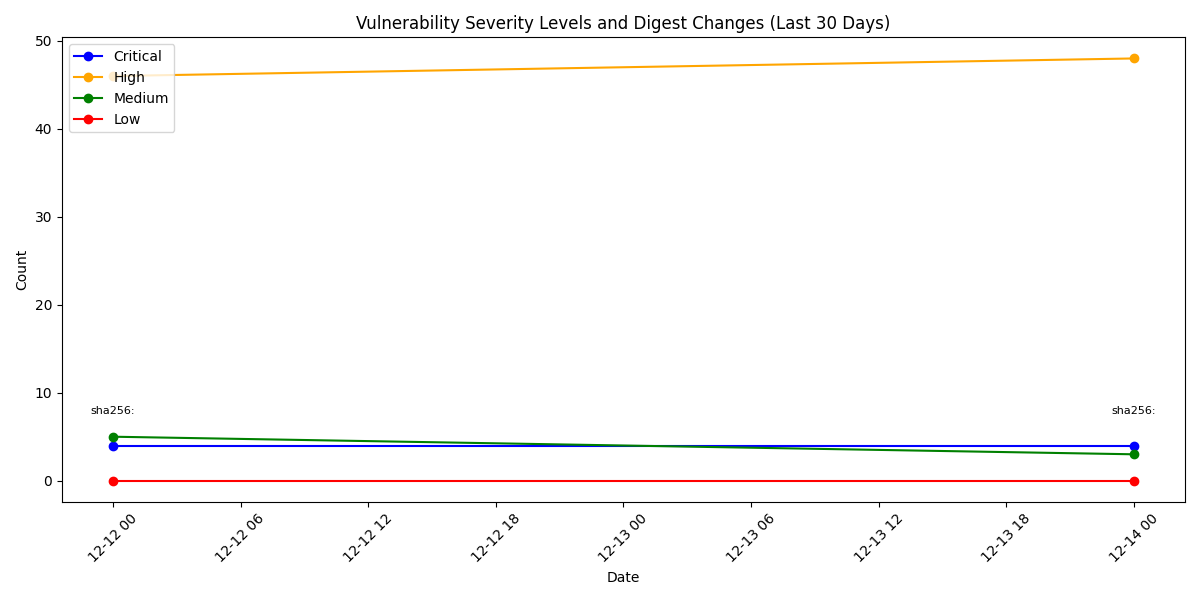 Vulnerability Severity Levels and Digest Changes (Last 30 Days)
Critical
High
Medium
Low
50
40
30
20
10
0
Count
sha256:
sha256:
12-12 00
12-12 06
12-12 12
12-12 18
12-13 00
12-13 06
12-13 12
12-13 18
12-14 00
Date